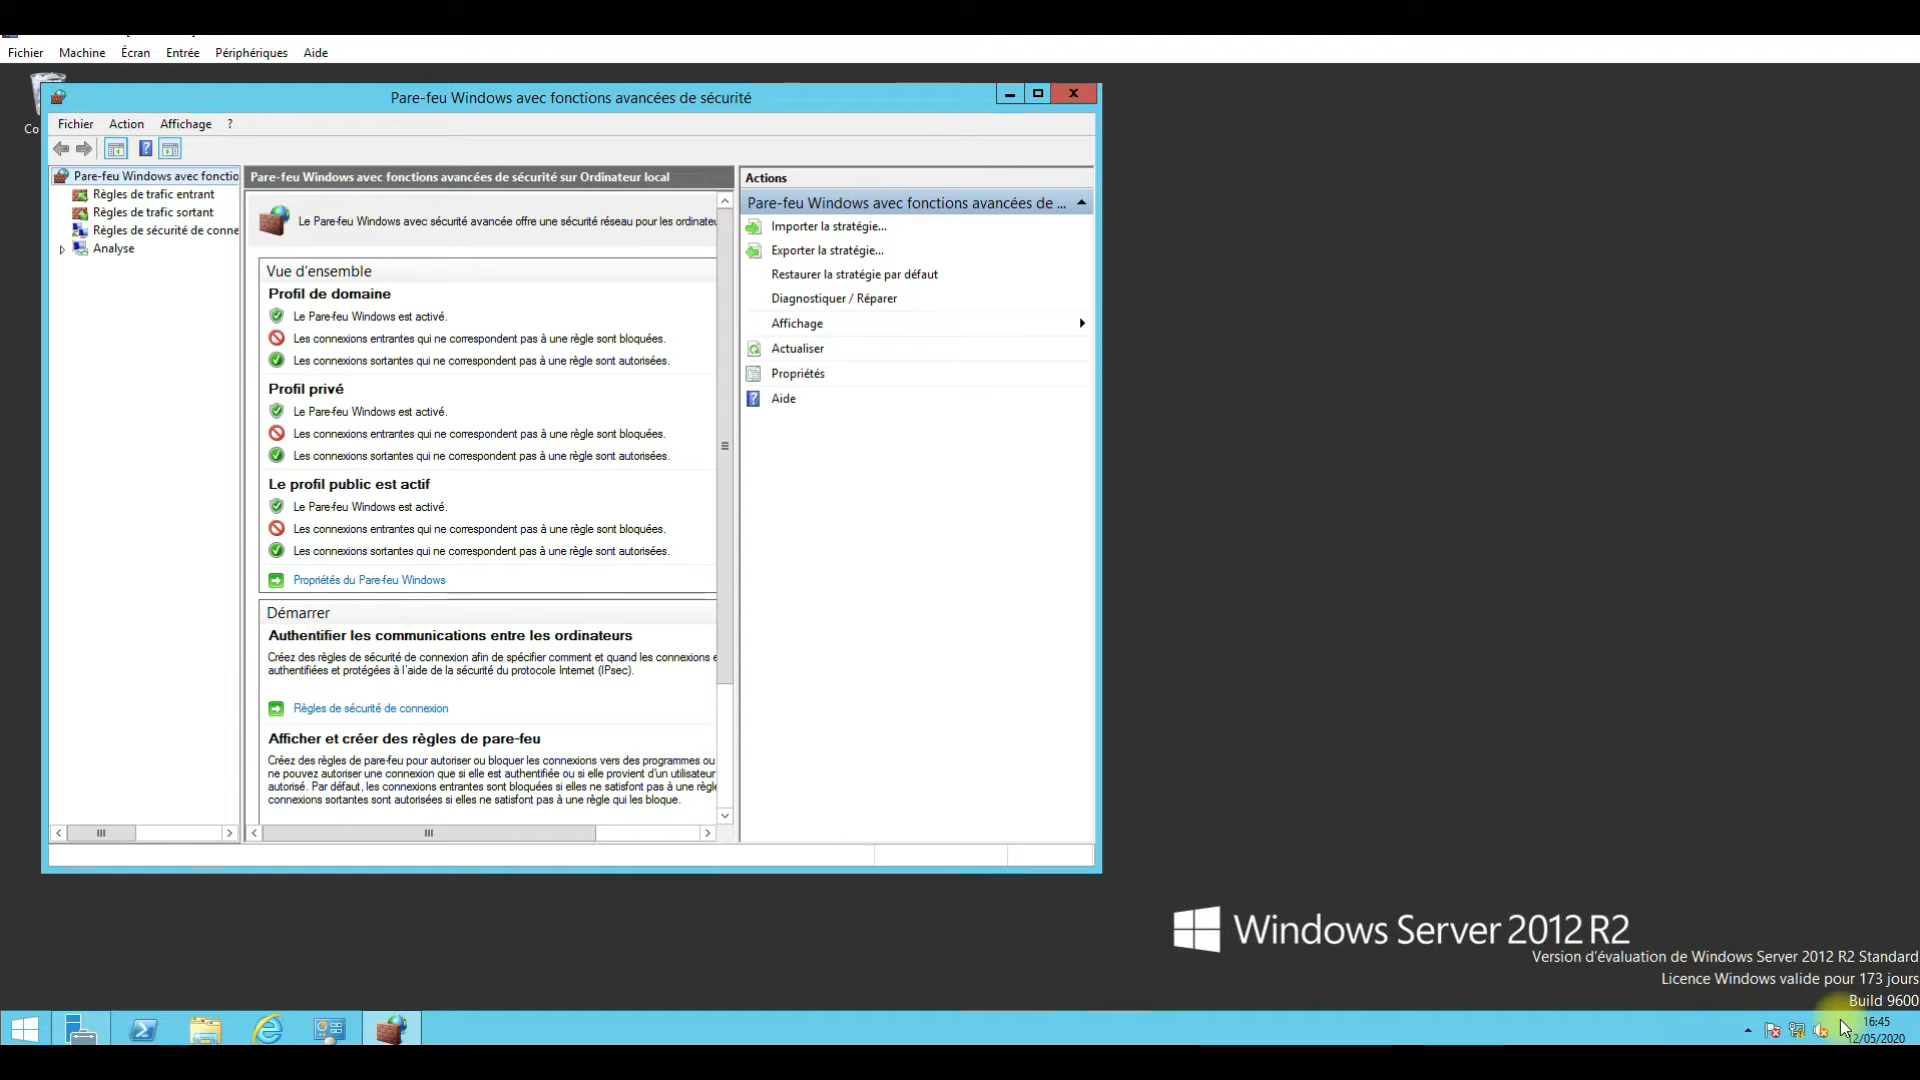 Fichier Machine Écran Entrée Périphériques Aide
Co
Pare-feu Windows avec fonctions avancées de sécurité
Fichier Action Affichage ?
Pare-feu Windows avec fonctio
Règles de trafic entrant
Règles de trafic sortant
Règles de sécurité de conne
Analyse
Pare-feu Windows avec fonctions avancées de sécurité sur Ordinateur local
Le Pare-feu Windows avec sécurité avancée offre une sécurité réseau pour les ordinateu
Vue d'ensemble
Profil de domaine
Le Pare-feu Windows est activé.
Les connexions entrantes qui ne correspondent pas à une règle sont bloquées.
Les connexions sortantes qui ne correspondent pas à une règle sont autorisées.
Profil privé
Le Pare-feu Windows est activé.
Les connexions entrantes qui ne correspondent pas à une règle sont bloquées.
Les connexions sortantes qui ne correspondent pas à une règle sont autorisées.
Le profil public est actif
Le Pare-feu Windows est activé.
Les connexions entrantes qui ne correspondent pas à une règle sont bloquées.
Les connexions sortantes qui ne correspondent pas à une règle sont autorisées.
Propriétés du Pare-feu Windows
Démarrer
Authentifier les communications entre les ordinateurs
Créez des règles de sécurité de connexion afin de spécifier comment et quand les connexions e
authentifiées et protégées à l'aide de la sécurité du protocole Internet (IPsec).
Règles de sécurité de connexion
Afficher et créer des règles de pare-feu
Créez des règles de pare-feu pour autoriser ou bloquer les connexions vers des programmes ou
ne pouvez autoriser une connexion que si elle est authentifiée ou si elle provient d'un utilisateur
autorisé. Par défaut, les connexions entrantes sont bloquées si elles ne satisfont pas à une règle
connexions sortantes sont autorisées si elles ne satisfont pas à une règle qui les bloque.
Actions
Pare-feu Windows avec fonctions avancées de ...
Importer la stratégie...
Exporter la stratégie...
Restaurer la stratégie par défaut
Diagnostiquer / Réparer
Affichage
Actualiser
Propriétés
Aide
Windows Server 2012 R2
Version d'évaluation de Windows Server 2012 R2 Standard
Licence Windows valide pour 173 jours
Build 9600
16:45
12/05/2020